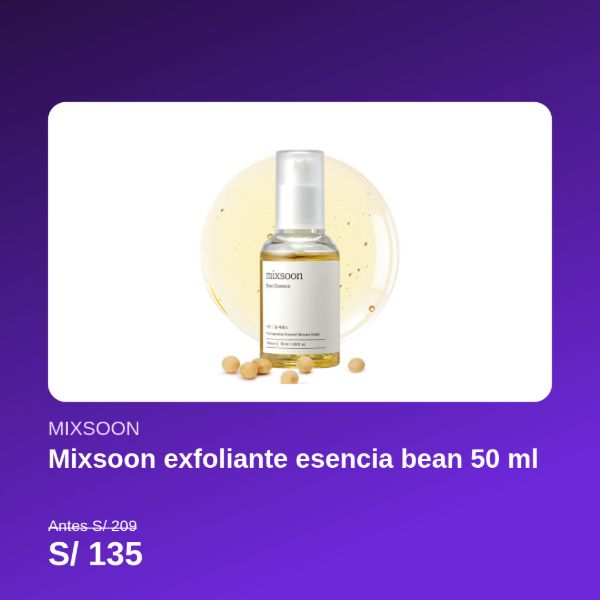 mixsoon
Bean Essence
MIXSOON
Mixsoon exfoliante esencia bean 50 ml
Antes S/ 209
S/ 135